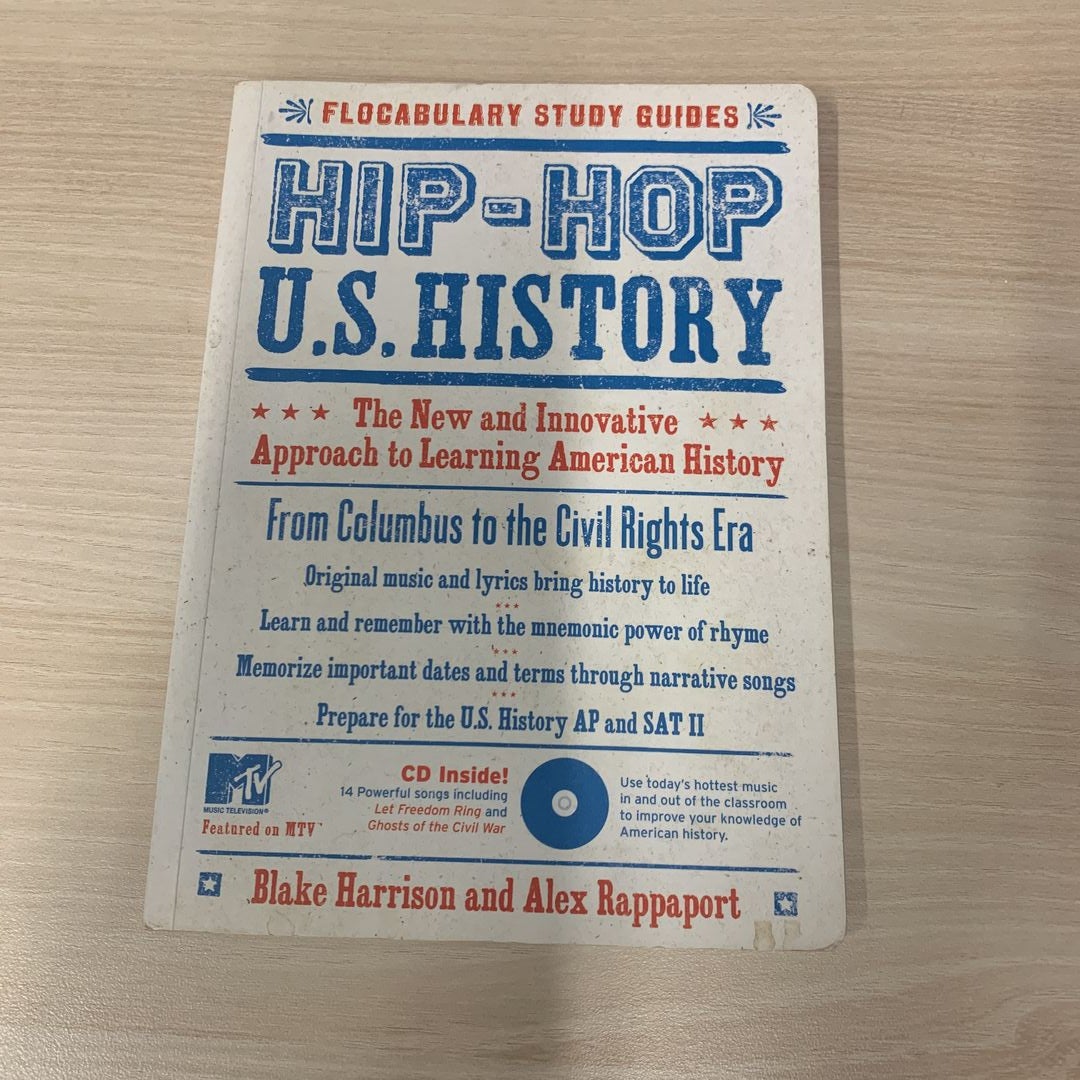 FLOCABULARY STUDY GUIDES
HIP-HOP
U.S. HISTORY
The New and Innovative
Approach to Learning American History
From Columbus to the Civil Rights Era
Original music and lyrics bring history to life
Learn and remember with the mnemonic power of rhyme
Memorize important dates and terms through narrative songs
Prepare for the U.S. History AP and SAT II
MTV
MUSIC TELEVISION®
Featured on MTV
CD Inside!
14 Powerful songs including
Let Freedom Ring and
Ghosts of the Civil War
Use today's hottest music
in and out of the classroom
to improve your knowledge of
American history.
Blake Harrison and Alex Rappaport